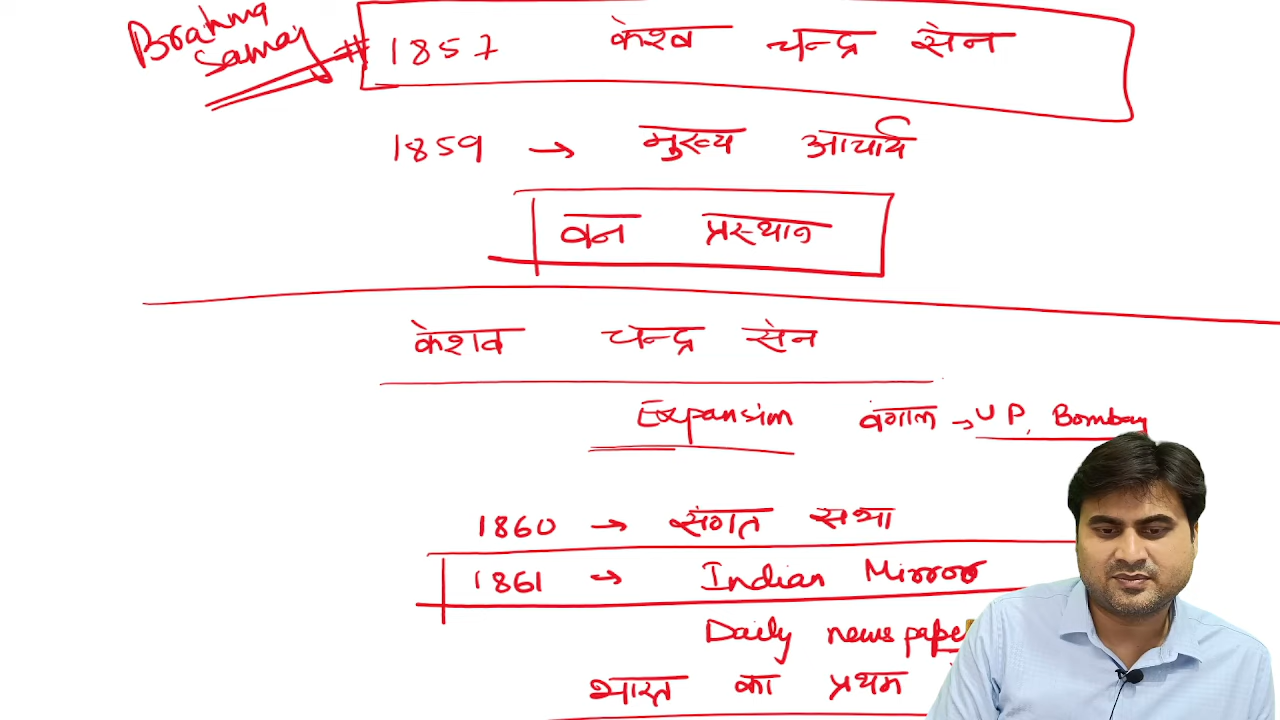 Brahma
Samaj # 1857 केशव चन्द्र सेन
1859 → मुख्य आचार्य
वन प्रस्थान
केशव चन्द्र सेन
Expansion बंगाल → UP, Bombay
1860 → संगत सभा
1861 → Indian Mirror
Daily newspaper
भारत का प्रथम